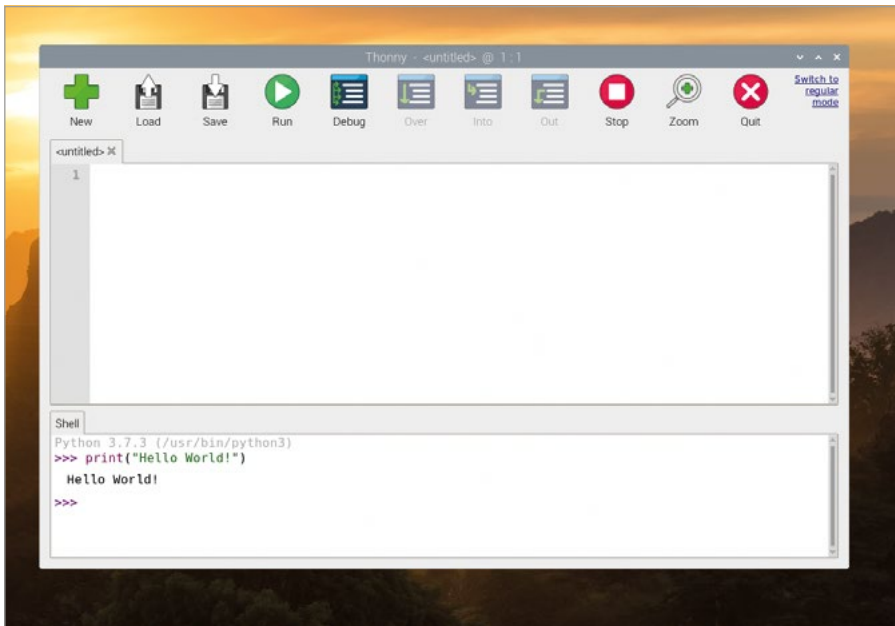 Thonny - <untitled> @ 1:1
New Load Save Run Debug Over Into Out Stop Zoom Quit
Switch to
regular
mode
<untitled>
1
Shell
Python 3.7.3 (/usr/bin/python3)
>>> print("Hello World!")
Hello World!
>>>